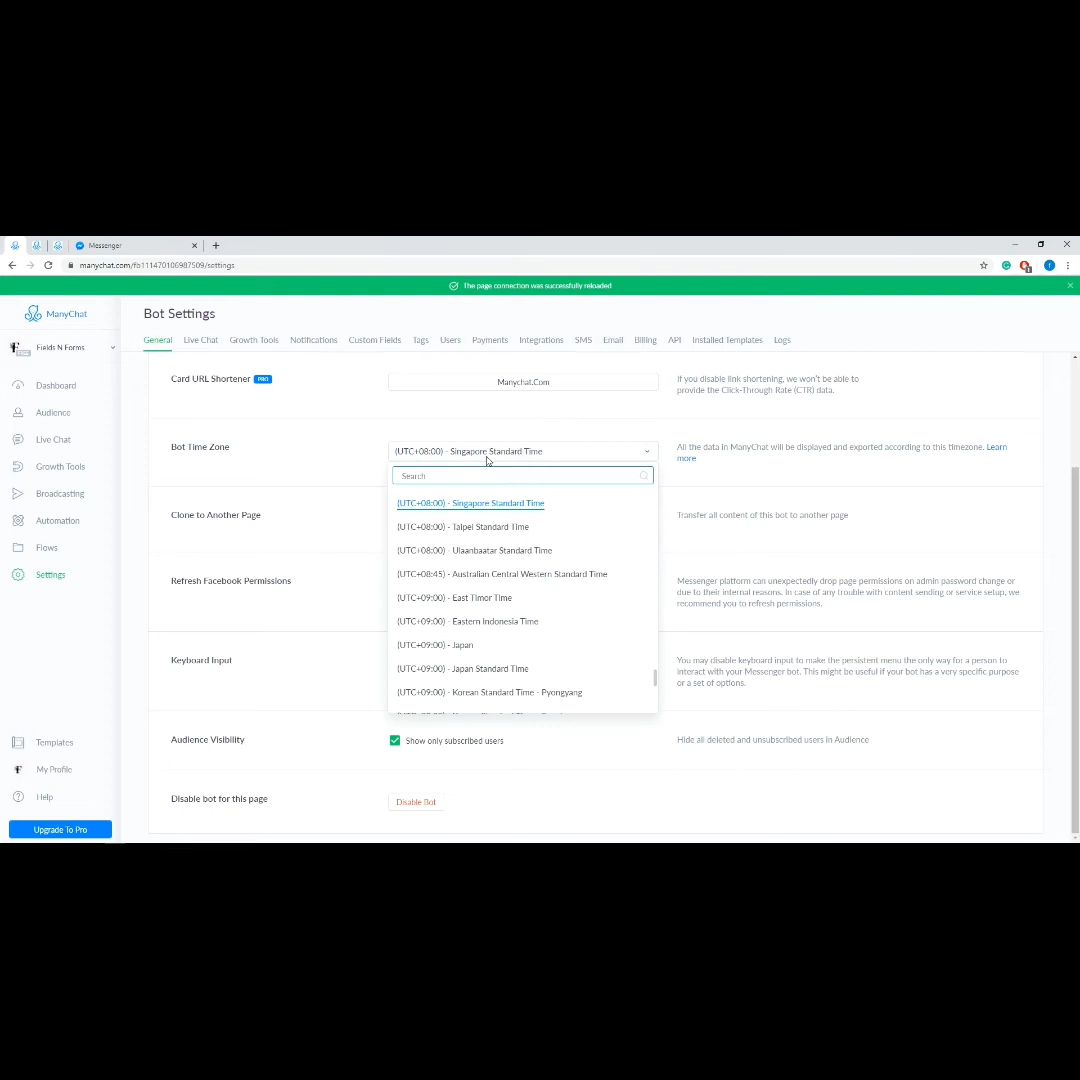 Messenger
manychat.com/fb111470106987509/settings
The page connection was successfully reloaded
ManyChat
Bot Settings
Fields N Forms
General Live Chat Growth Tools Notifications Custom Fields Tags Users Payments Integrations SMS Email Billing API Installed Templates Logs
Dashboard
Audience
Live Chat
Growth Tools
Broadcasting
Automation
Flows
Settings
Templates
My Profile
Help
Upgrade To Pro
Card URL Shortener PRO
Manychat.Com
If you disable link shortening, we won't be able to
provide the Click-Through Rate (CTR) data.
Bot Time Zone
(UTC+08:00) - Singapore Standard Time
All the data in ManyChat will be displayed and exported according to this timezone. Learn
more
Search
(UTC+08:00) - Singapore Standard Time
(UTC+08:00) - Taipei Standard Time
(UTC+08:00) - Ulaanbaatar Standard Time
(UTC+08:45) - Australian Central Western Standard Time
(UTC+09:00) - East Timor Time
(UTC+09:00) - Eastern Indonesia Time
(UTC+09:00) - Japan
(UTC+09:00) - Japan Standard Time
(UTC+09:00) - Korean Standard Time - Pyongyang
Clone to Another Page
Transfer all content of this bot to another page
Refresh Facebook Permissions
Messenger platform can unexpectedly drop page permissions on admin password change or
due to their internal reasons. In case of any trouble with content sending or service setup, we
recommend you to refresh permissions.
Keyboard Input
You may disable keyboard input to make the persistent menu the only way for a person to
interact with your Messenger bot. This might be useful if your bot has a very specific purpose
or a set of options.
Audience Visibility
Show only subscribed users
Hide all deleted and unsubscribed users in Audience
Disable bot for this page
Disable Bot